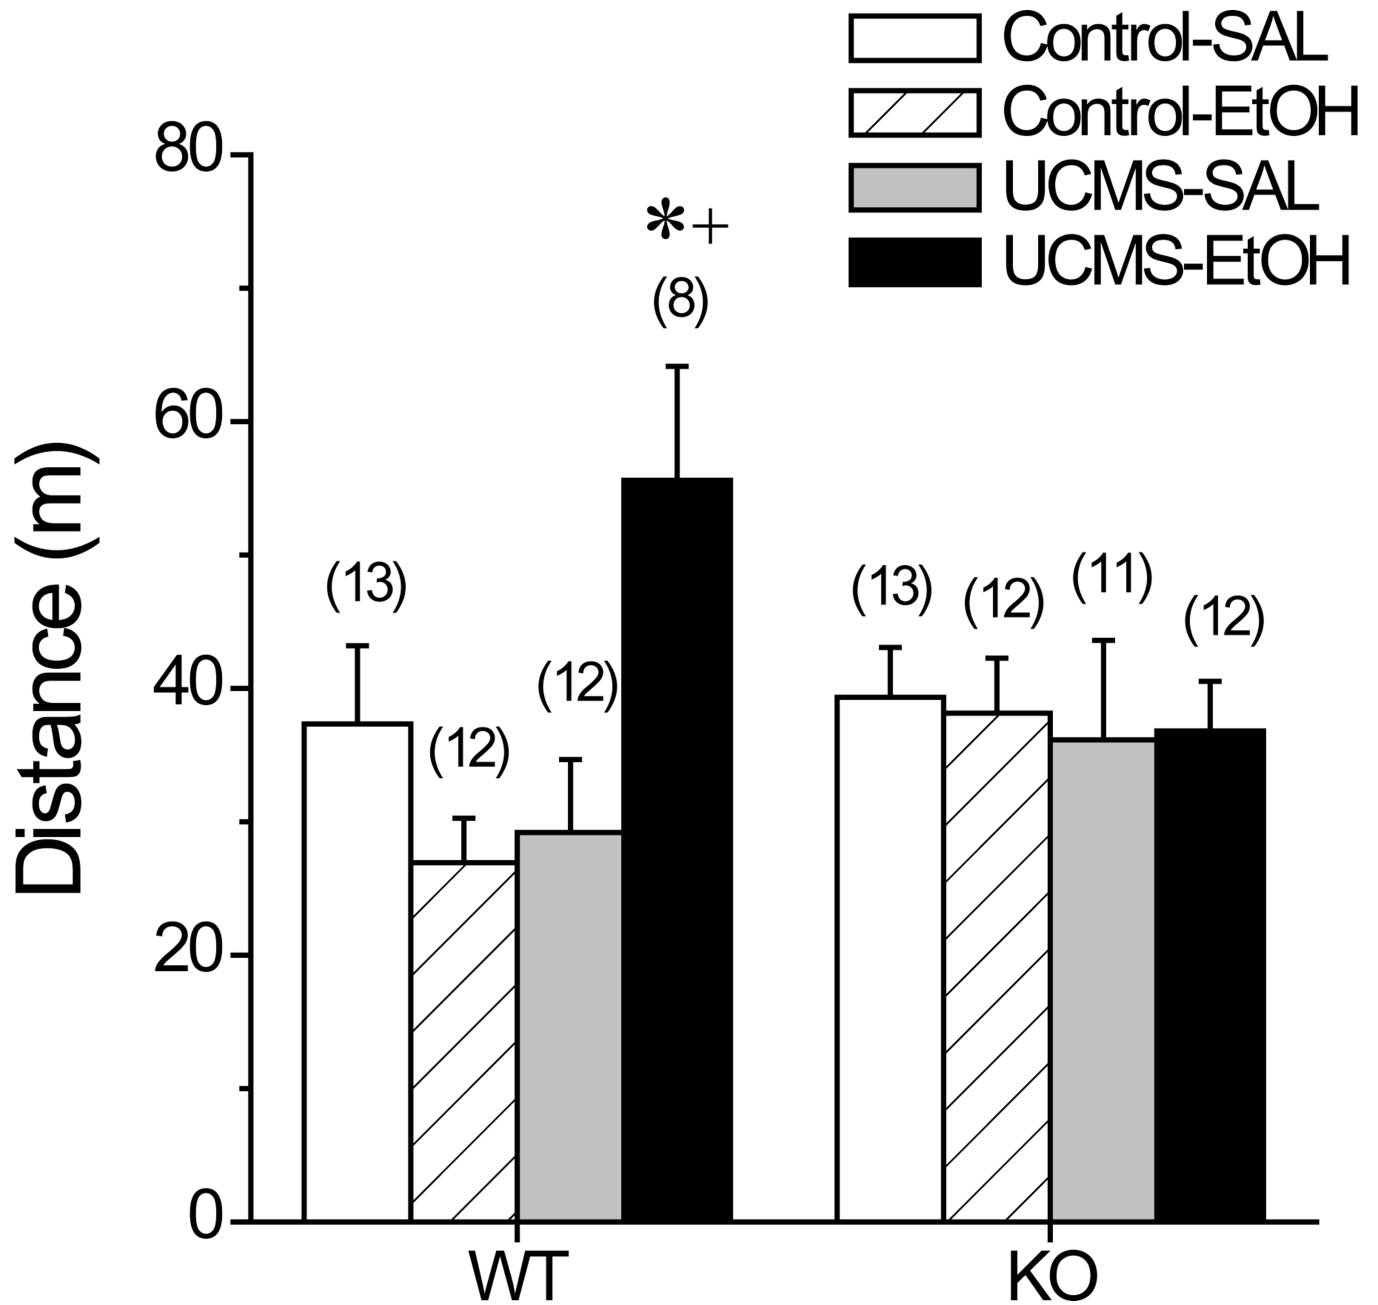 Control-SAL
Control-EtOH
UCMS-SAL
UCMS-EtOH
Distance (m)
80
60
40
20
0
*+
(8)
(13)
(12)
(12)
(13)
(12)
(11)
(12)
WT
KO